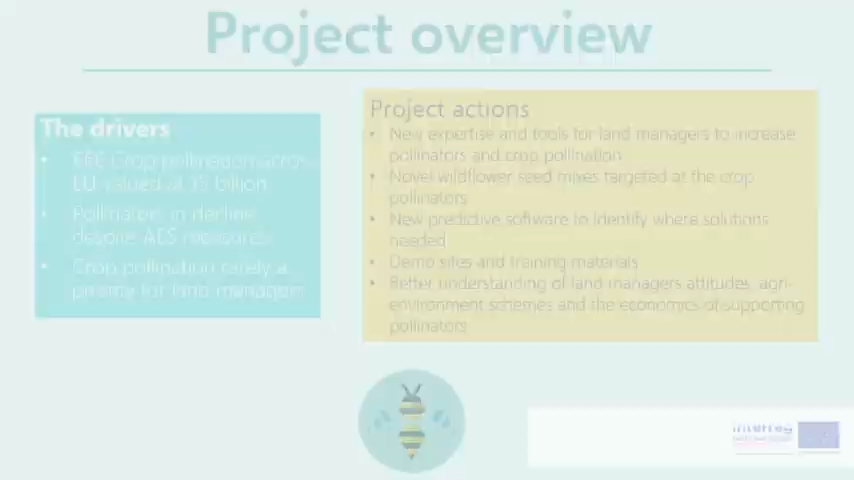 Project overview
The drivers
• Crop pollination across
EU valued at 15 billion
• Pollinators in decline
despite AES measures
• Crop pollination rarely a
priority for land managers
Project actions
• New expertise and tools for land managers to increase
pollinators and crop pollination
• Novel wildflower seed mixes targeted at the crop
pollinators
• New predictive software to identify where solutions
needed
• Demo sites and training materials
• Better understanding of land managers attitudes, agri-
environment schemes and the economics of supporting
pollinators
Interreg